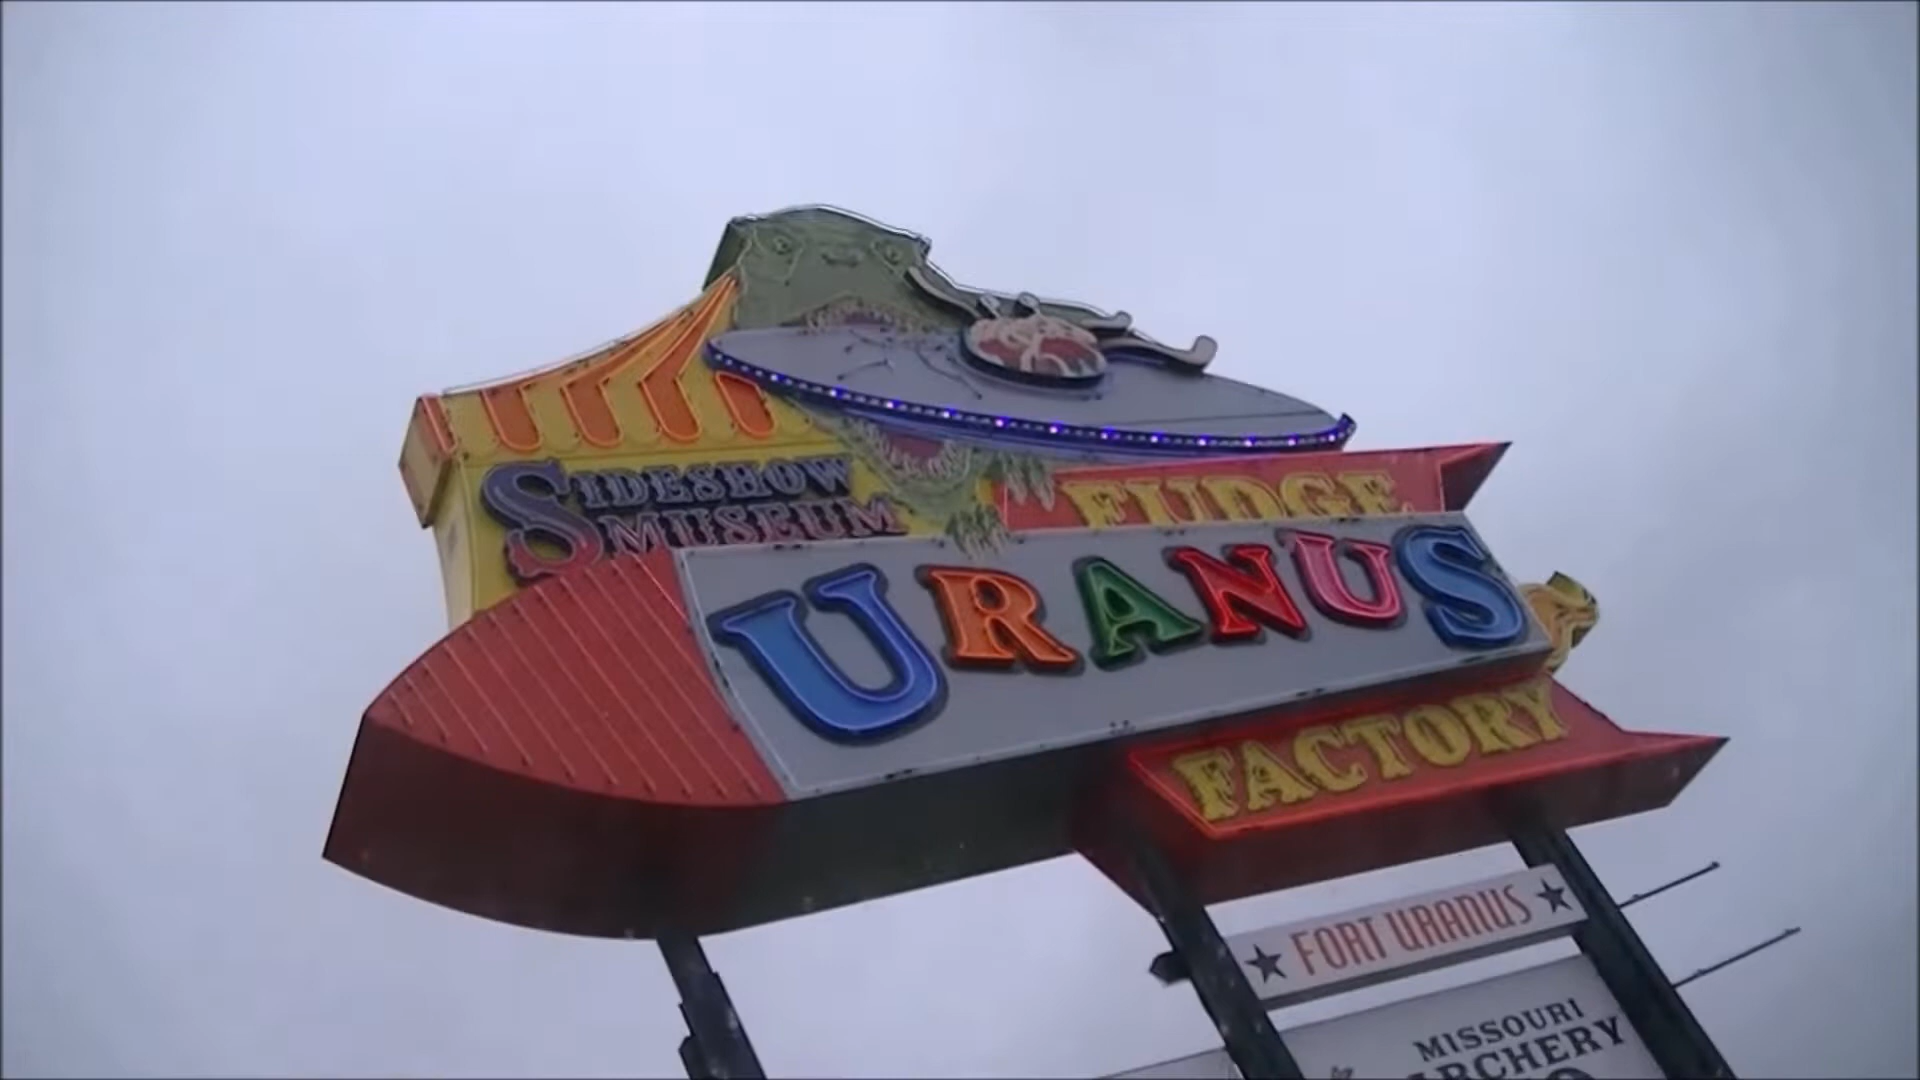 SIDESHOW
MUSEUM
FUDGE
URANUS
FACTORY
FORT URANUS
MISSOURI
ARCHERY